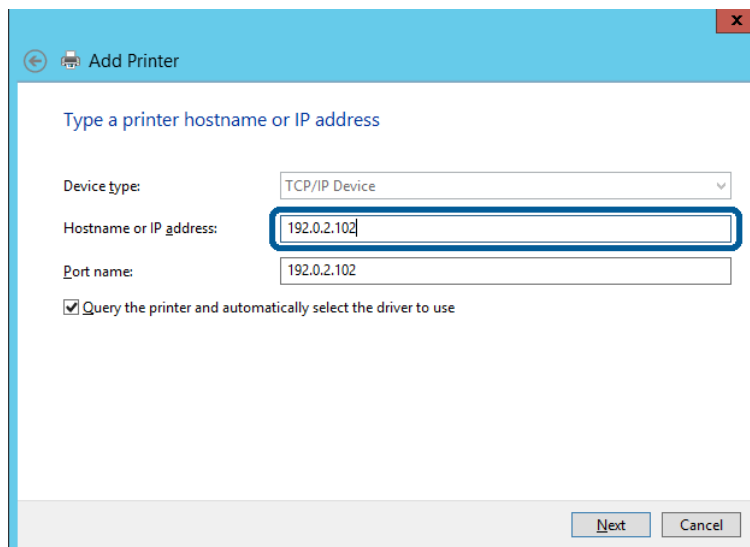 x
Add Printer
Type a printer hostname or IP address
Device type: TCP/IP Device
Hostname or IP address: 192.0.2.102
Port name: 192.0.2.102
Query the printer and automatically select the driver to use
Next Cancel